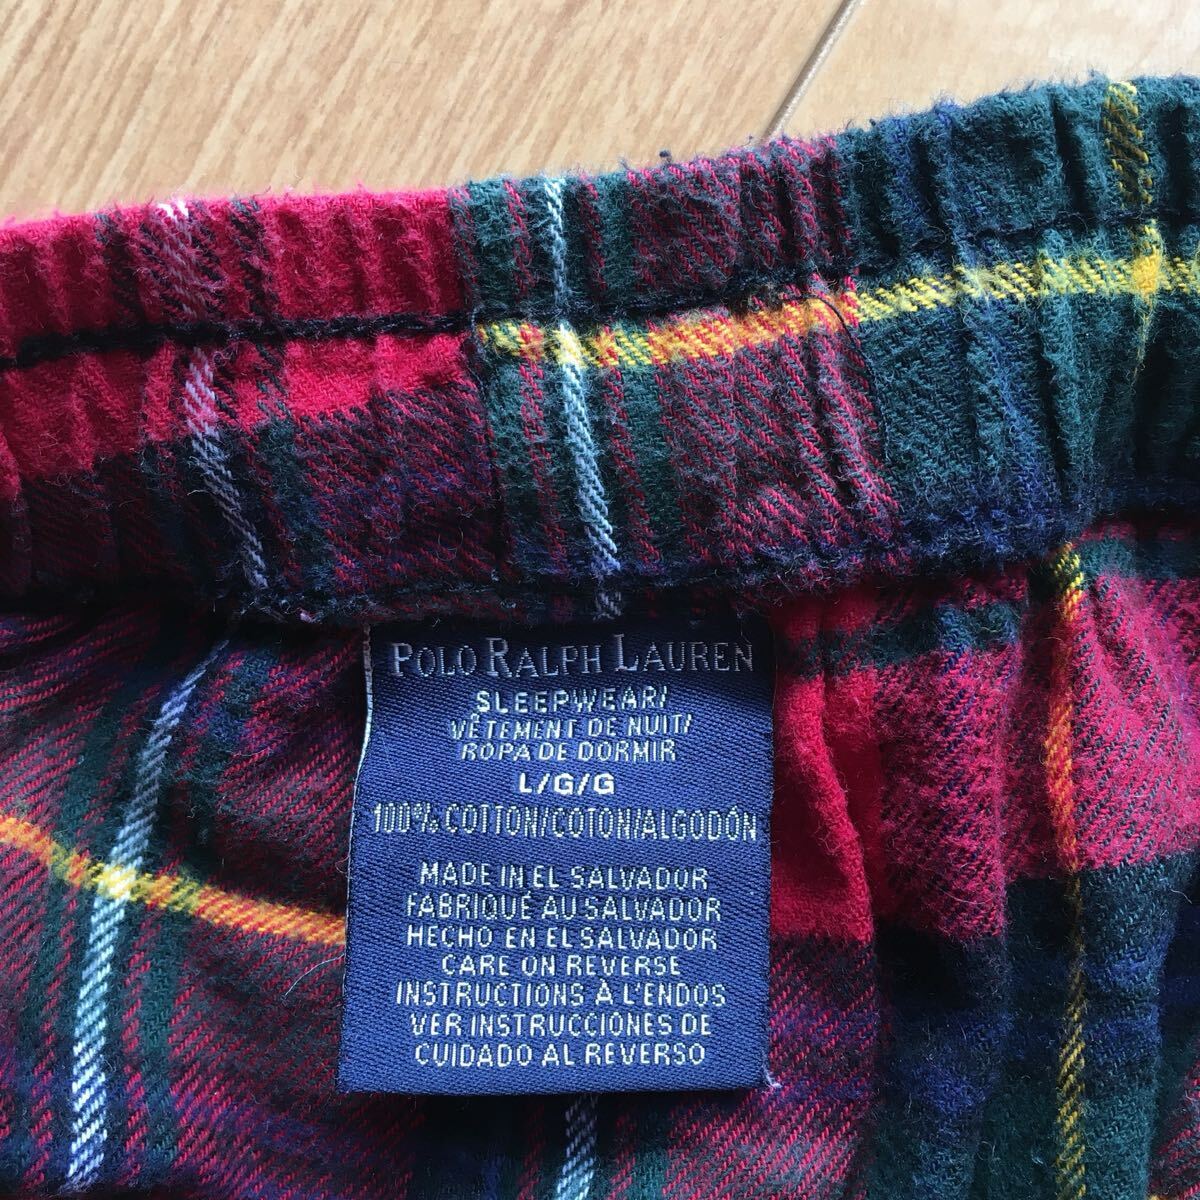 POLO RALPH LAUREN
SLEEPWEAR/
VÊTEMENT DE NUIT/
ROPA DE DORMIR
L/G/G
100% COTTON/COTON/ALGODÓN
MADE IN EL SALVADOR
FABRIQUÉ AU SALVADOR
HECHO EN EL SALVADOR
CARE ON REVERSE
INSTRUCTIONS À L'ENDOS
VER INSTRUCCIONES DE
CUIDADO AL REVERSO